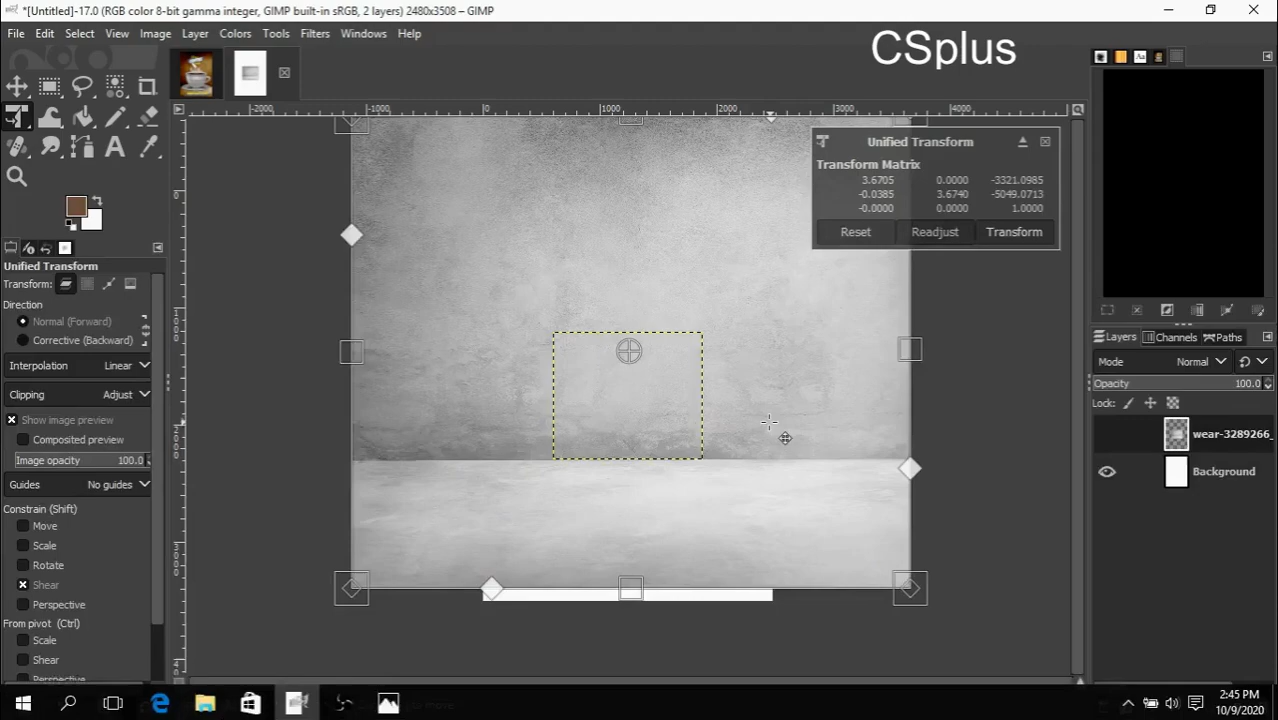 *[Untitled]-17.0 (RGB color 8-bit gamma integer, GIMP built-in sRGB, 2 layers) 2480x3508 – GIMP
File Edit Select View Image Layer Colors Tools Filters Windows Help
CSplus
-2000 -1000 0 1000 2000 3000 4000
0
1000
2000
3000
Unified Transform
Transform Matrix
3.6705 0.0000 -3321.0985
-0.0385 3.6740 -5049.0713
-0.0000 0.0000 1.0000
Reset Readjust Transform
Unified Transform
Transform:
Direction
Normal (Forward)
Corrective (Backward)
Interpolation Linear
Clipping Adjust
Show image preview
Composited preview
Image opacity 100.0
Guides No guides
Constrain (Shift)
Move
Scale
Rotate
Shear
Perspective
From pivot (Ctrl)
Scale
Shear
Layers Channels Paths
Mode Normal
Opacity 100.0
Lock:
wear-3289266_
Background
2:45 PM
10/9/2020